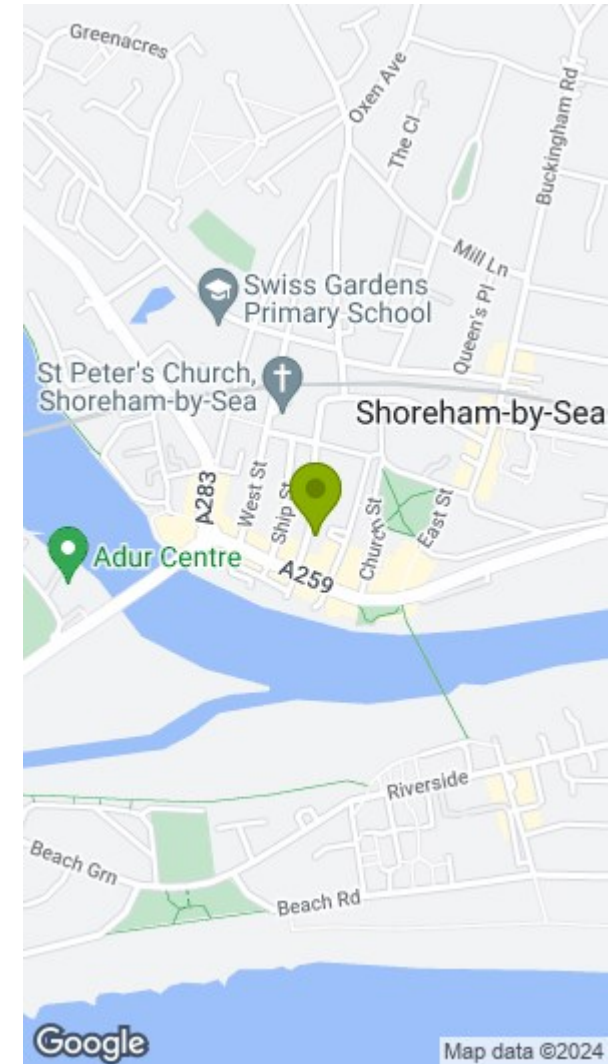 Greenacres
Oxen Ave
The Cl
Buckingham Rd
Mill Ln
Swiss Gardens
Primary School
Queen's Pl
St Peter's Church,
Shoreham-by-Sea
Shoreham-by-Sea
A283
West St
Ship St
Church St
East St
Adur Centre
A259
Riverside
Beach Grn
Beach Rd
Google
Map data ©2024